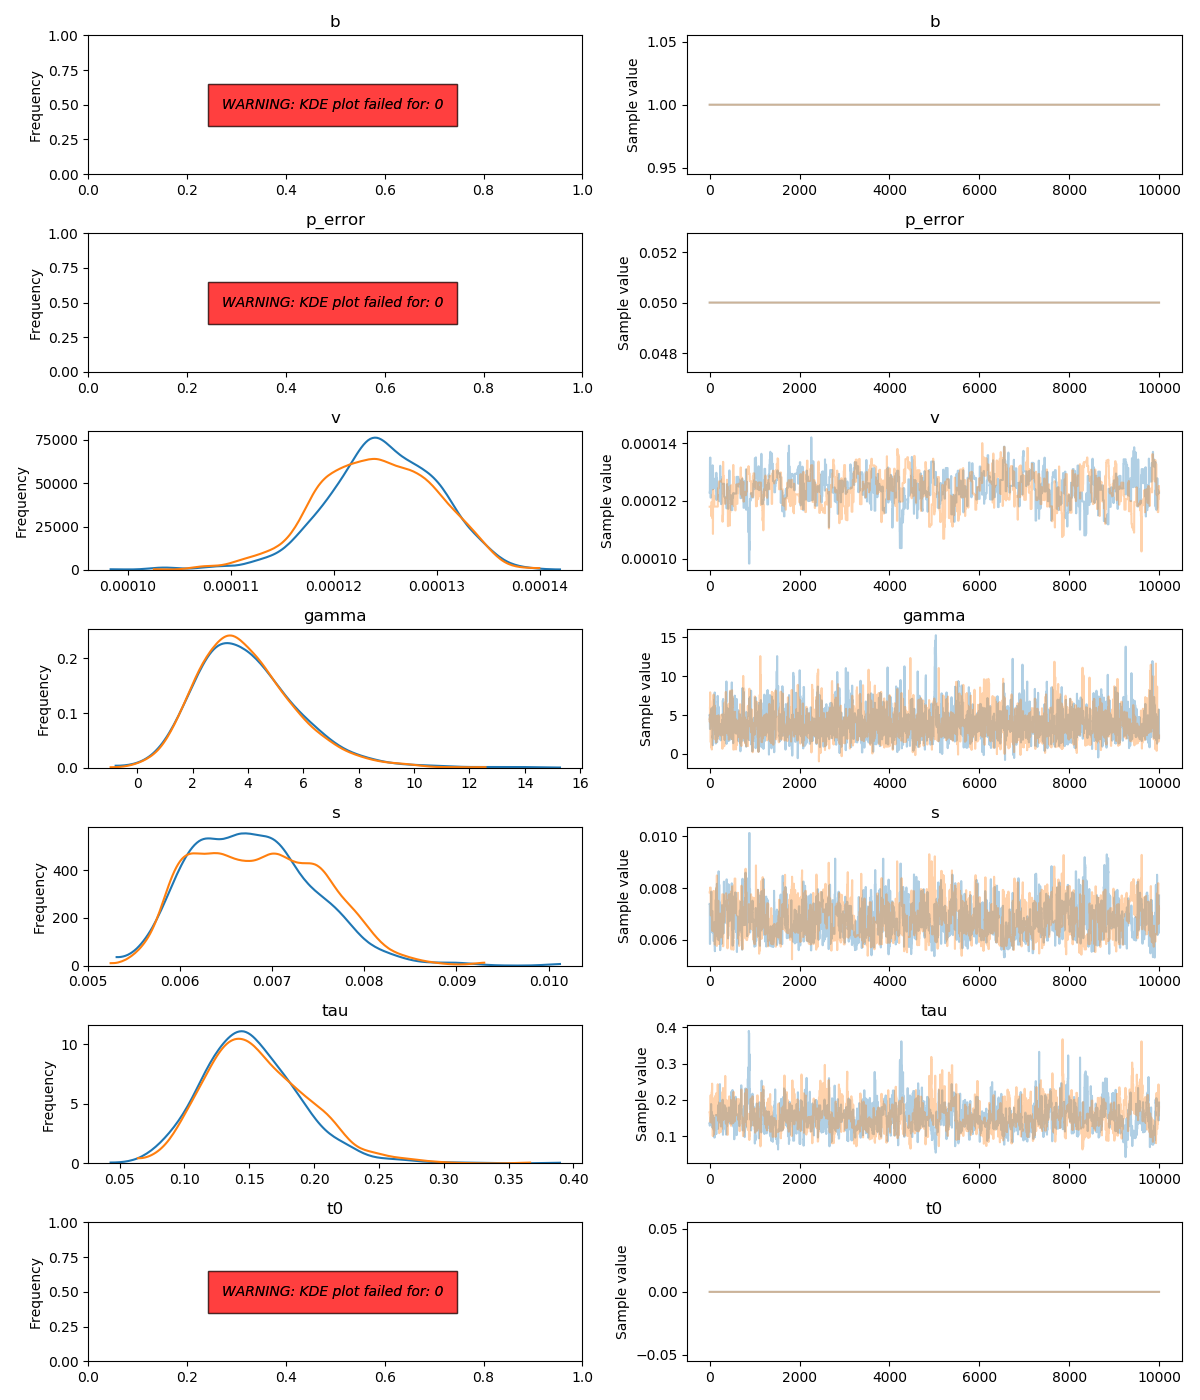 b
1.00
0.75
0.50
0.25
0.00
Frequency
WARNING: KDE plot failed for: 0
0.0 0.2 0.4 0.6 0.8 1.0
b
1.05
1.00
0.95
Sample value
0 2000 4000 6000 8000 10000
p_error
1.00
0.75
0.50
0.25
0.00
Frequency
WARNING: KDE plot failed for: 0
0.0 0.2 0.4 0.6 0.8 1.0
p_error
0.052
0.050
0.048
Sample value
0 2000 4000 6000 8000 10000
v
75000
50000
25000
0
Frequency
0.00010 0.00011 0.00012 0.00013 0.00014
v
0.00014
0.00012
0.00010
Sample value
0 2000 4000 6000 8000 10000
gamma
0.2
0.1
0.0
Frequency
0 2 4 6 8 10 12 14 16
gamma
15
10
5
0
Sample value
0 2000 4000 6000 8000 10000
s
400
200
0
Frequency
0.005 0.006 0.007 0.008 0.009 0.010
s
0.010
0.008
0.006
Sample value
0 2000 4000 6000 8000 10000
tau
10
5
0
Frequency
0.05 0.10 0.15 0.20 0.25 0.30 0.35 0.40
tau
0.4
0.3
0.2
0.1
Sample value
0 2000 4000 6000 8000 10000
t0
1.00
0.75
0.50
0.25
0.00
Frequency
WARNING: KDE plot failed for: 0
0.0 0.2 0.4 0.6 0.8 1.0
t0
0.05
0.00
−0.05
Sample value
0 2000 4000 6000 8000 10000